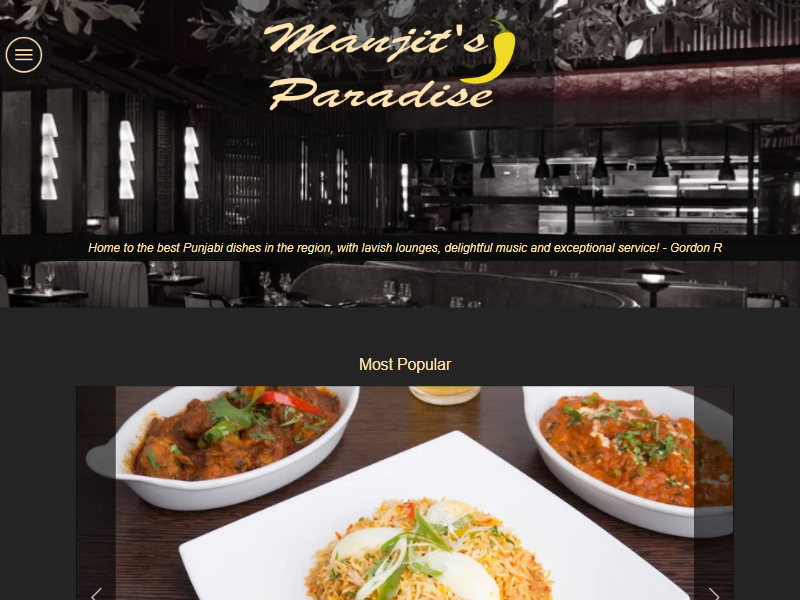 Manjit's
Paradise
Home to the best Punjabi dishes in the region, with lavish lounges, delightful music and exceptional service! - Gordon R
Most Popular